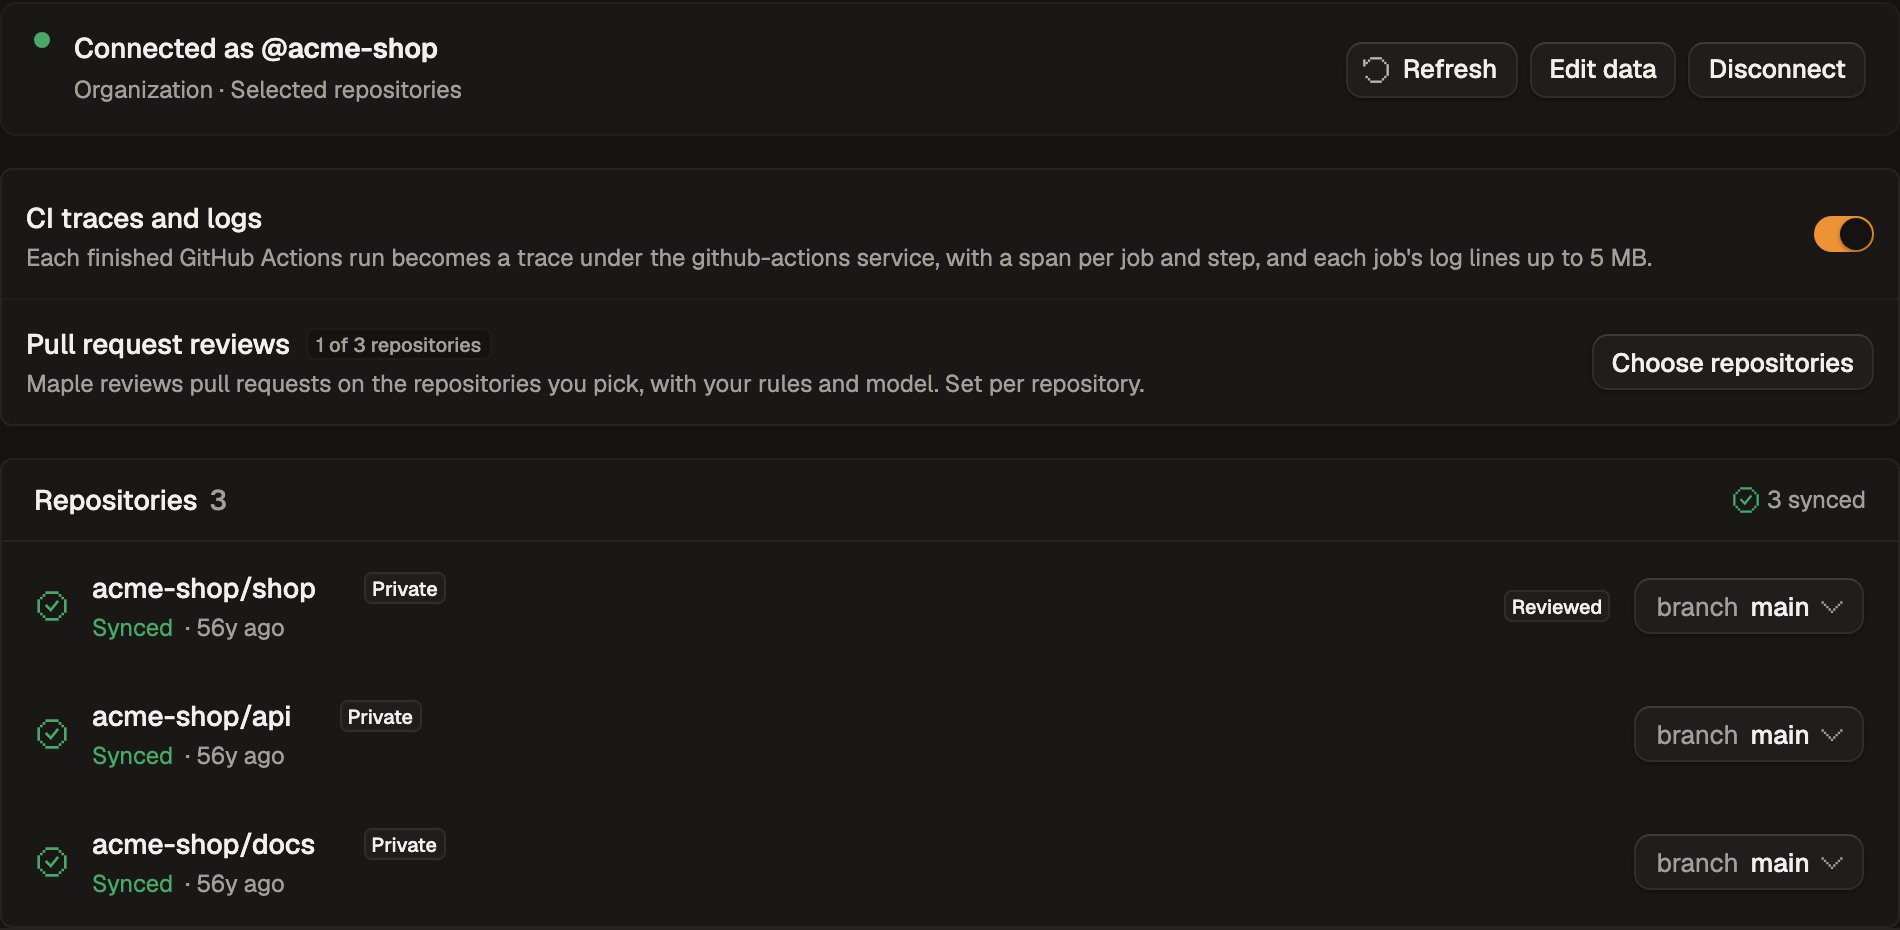 Connected as @acme-shop
Organization · Selected repositories
Refresh
Edit data
Disconnect
CI traces and logs
Each finished GitHub Actions run becomes a trace under the github-actions service, with a span per job and step, and each job's log lines up to 5 MB.
Pull request reviews 1 of 3 repositories
Maple reviews pull requests on the repositories you pick, with your rules and model. Set per repository.
Choose repositories
Repositories 3
3 synced
acme-shop/shop Private
Synced · 56y ago
Reviewed
branch main
acme-shop/api Private
Synced · 56y ago
branch main
acme-shop/docs Private
Synced · 56y ago
branch main